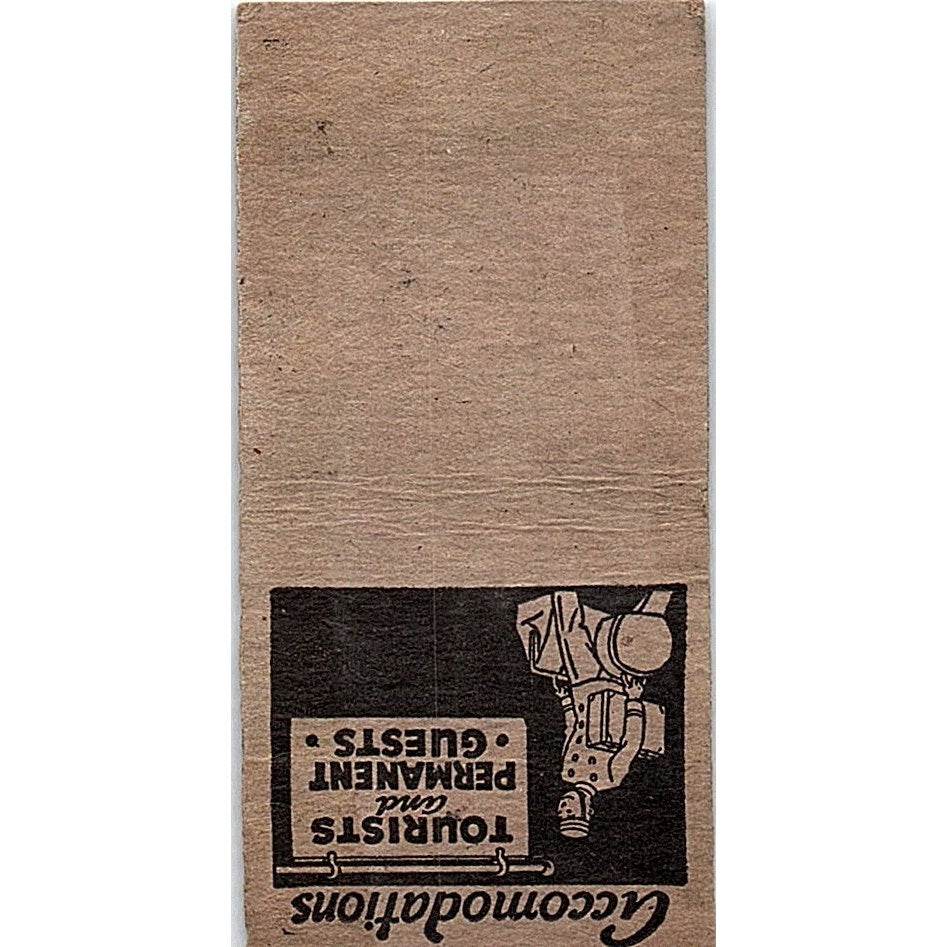 Accomodations
TOURISTS
and
PERMANENT
• GUESTS •